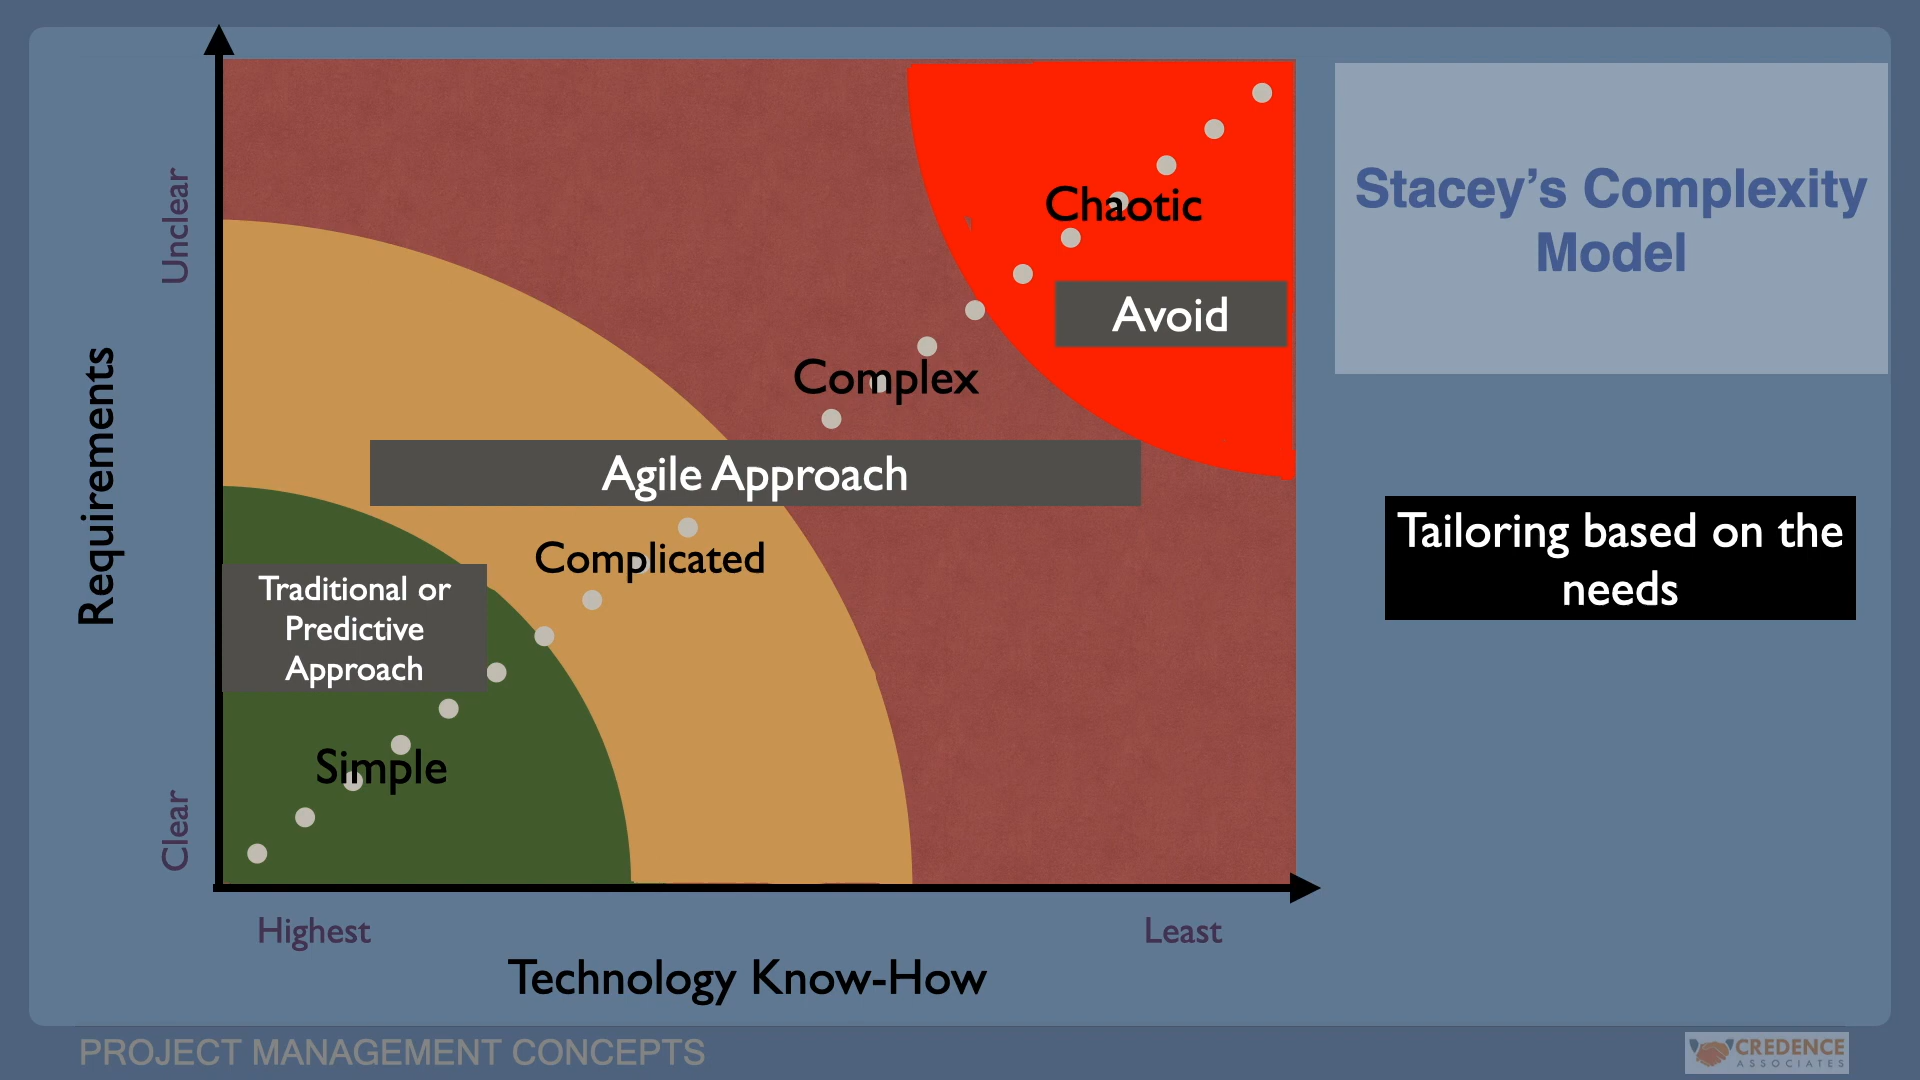 Stacey’s Complexity
Model
Unclear
Requirements
Clear
Chaotic
Avoid
Complex
Agile Approach
Complicated
Traditional or
Predictive
Approach
Simple
Tailoring based on the
needs
Highest
Least
Technology Know-How
PROJECT MANAGEMENT CONCEPTS
CREDENCE
ASSOCIATES